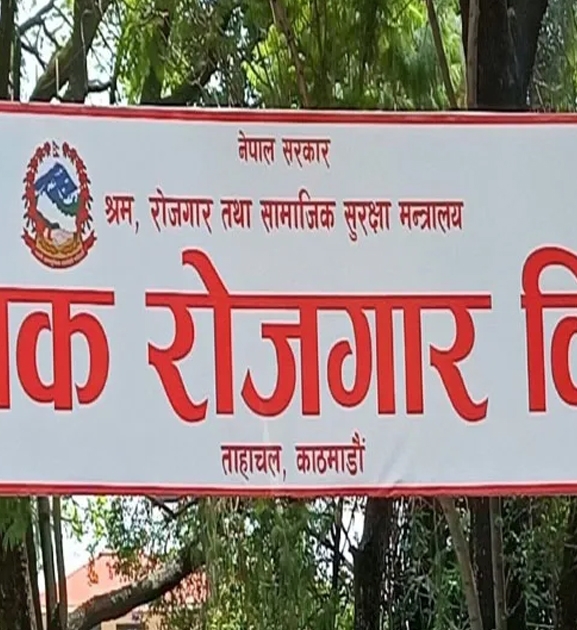 नेपाल सरकार
श्रम, रोजगार तथा सामाजिक सुरक्षा मन्त्रालय
रोजगार
ताहाचल, काठमाडौं